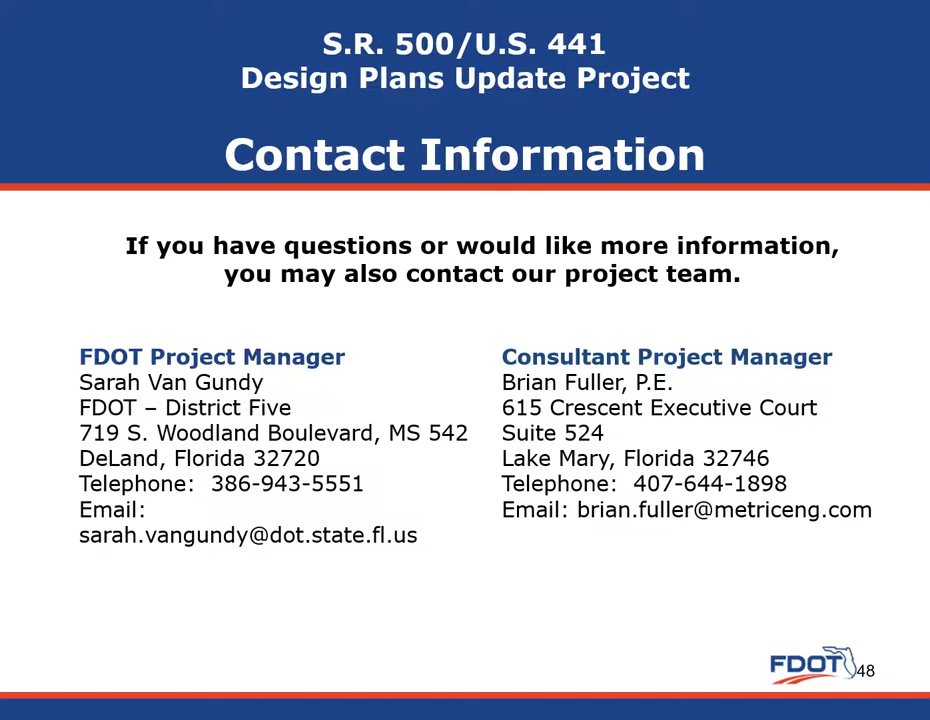 S.R. 500/U.S. 441
Design Plans Update Project
Contact Information
If you have questions or would like more information,
you may also contact our project team.
FDOT Project Manager
Sarah Van Gundy
FDOT – District Five
719 S. Woodland Boulevard, MS 542
DeLand, Florida 32720
Telephone:  386-943-5551
Email:
sarah.vangundy@dot.state.fl.us
Consultant Project Manager
Brian Fuller, P.E.
615 Crescent Executive Court
Suite 524
Lake Mary, Florida 32746
Telephone:  407-644-1898
Email: brian.fuller@metriceng.com
FDOT
48